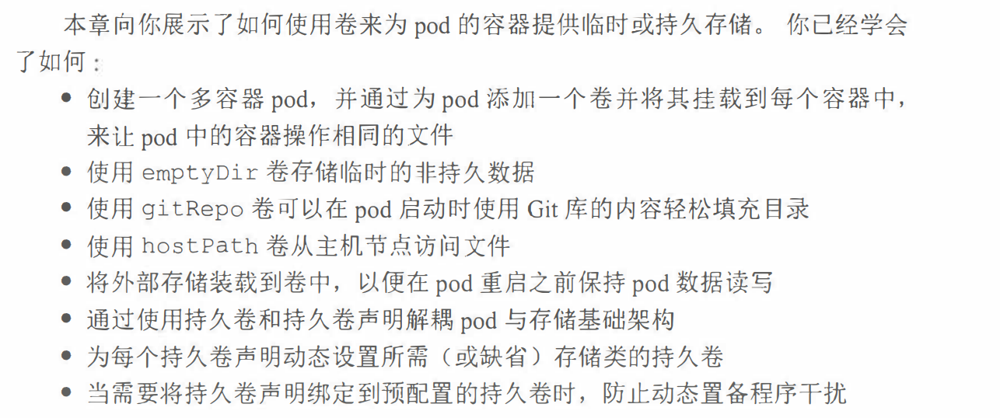 本章向你展示了如何使用卷来为 pod 的容器提供临时或持久存储。 你已经学会
了如何：
● 创建一个多容器 pod，并通过为 pod 添加一个卷并将其挂载到每个容器中，
来让 pod 中的容器操作相同的文件
● 使用 emptyDir 卷存储临时的非持久数据
● 使用 gitRepo 卷可以在 pod 启动时使用 Git 库的内容轻松填充目录
● 使用 hostPath 卷从主机节点访问文件
● 将外部存储装载到卷中，以便在 pod 重启之前保持 pod 数据读写
● 通过使用持久卷和持久卷声明解耦 pod 与存储基础架构
● 为每个持久卷声明动态设置所需（或缺省）存储类的持久卷
● 当需要将持久卷声明绑定到预配置的持久卷时，防止动态置备程序干扰